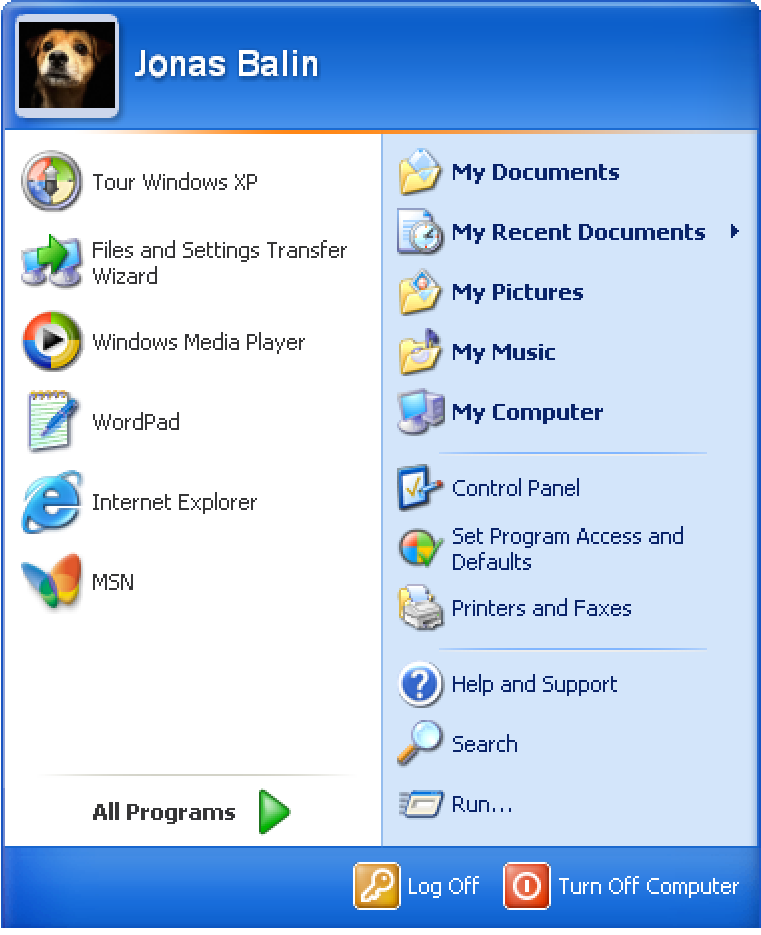 Jonas Balin
Tour Windows XP
Files and Settings Transfer
Wizard
Windows Media Player
WordPad
Internet Explorer
MSN
All Programs
My Documents
My Recent Documents
My Pictures
My Music
My Computer
Control Panel
Set Program Access and
Defaults
Printers and Faxes
Help and Support
Search
Run...
Log Off
Turn Off Computer